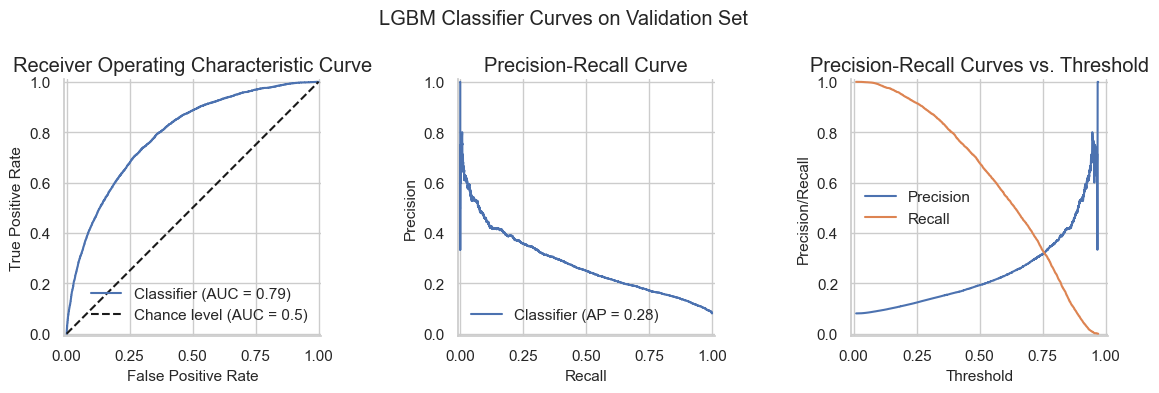 LGBM Classifier Curves on Validation Set
Receiver Operating Characteristic Curve
1.0
0.8
0.6
0.4
0.2
0.0
True Positive Rate
Classifier (AUC = 0.79)
Chance level (AUC = 0.5)
0.00 0.25 0.50 0.75 1.00
False Positive Rate
Precision-Recall Curve
1.0
0.8
0.6
0.4
0.2
0.0
Precision
Classifier (AP = 0.28)
0.00 0.25 0.50 0.75 1.00
Recall
Precision-Recall Curves vs. Threshold
1.0
0.8
0.6
0.4
0.2
0.0
Precision/Recall
Precision
Recall
0.00 0.25 0.50 0.75 1.00
Threshold